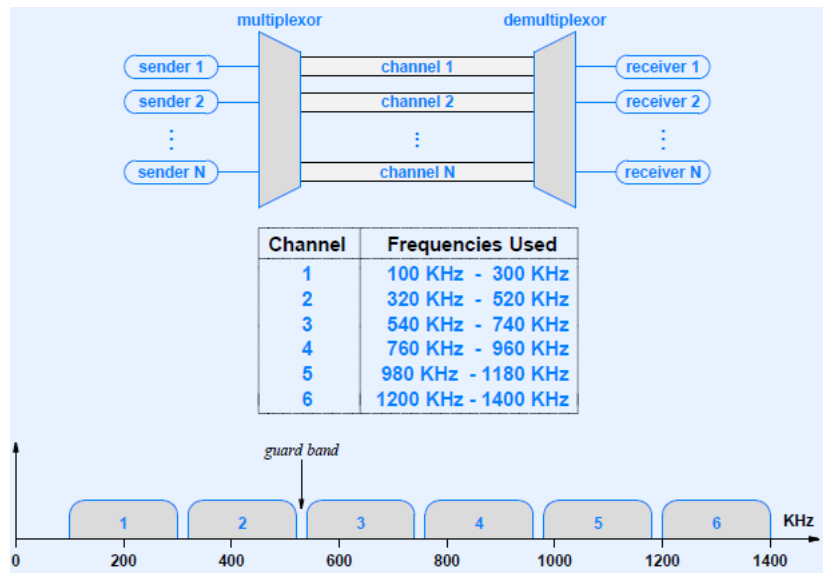 multiplexor demultiplexor
sender 1 channel 1 receiver 1
sender 2 channel 2 receiver 2
sender N channel N receiver N
Channel Frequencies Used
1 100 KHz - 300 KHz
2 320 KHz - 520 KHz
3 540 KHz - 740 KHz
4 760 KHz - 960 KHz
5 980 KHz - 1180 KHz
6 1200 KHz - 1400 KHz
guard band
1 2 3 4 5 6 KHz
0 200 400 600 800 1000 1200 1400